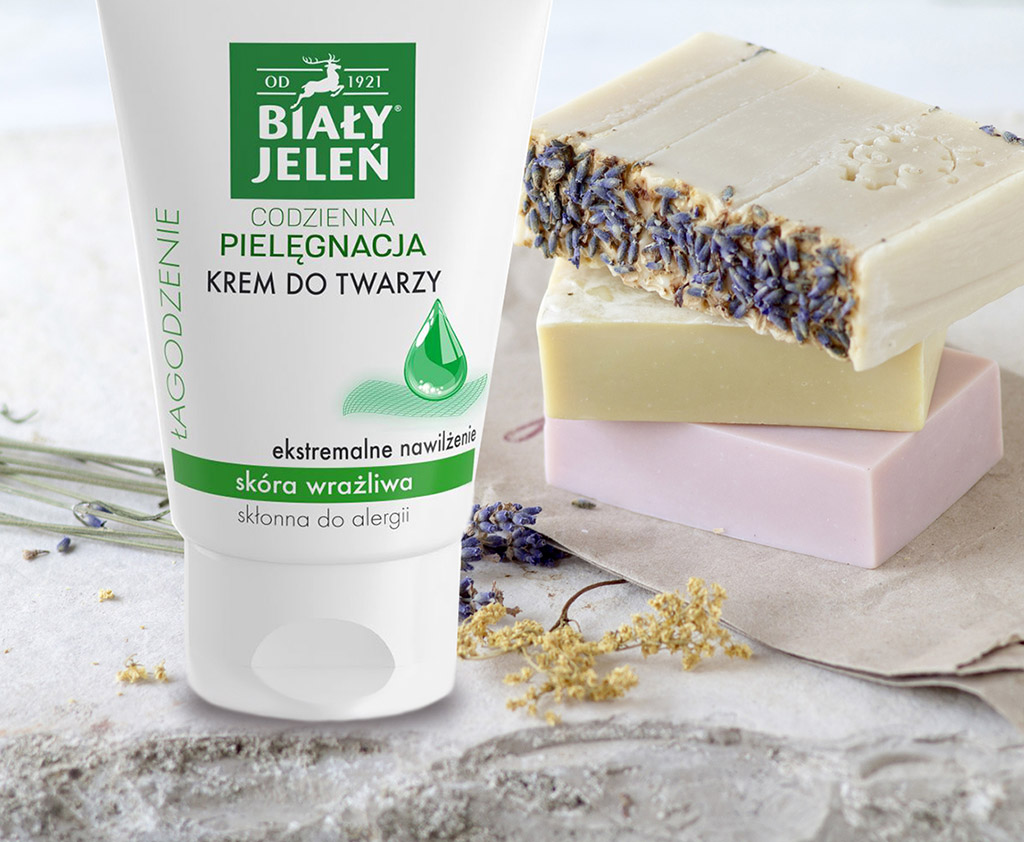 OD 1921
BIAŁY®
JELEŃ
CODZIENNA
PIELĘGNACJA
KREM DO TWARZY
ŁAGODZENIE
ekstremalne nawilżenie
skóra wrażliwa
skłonna do alergii